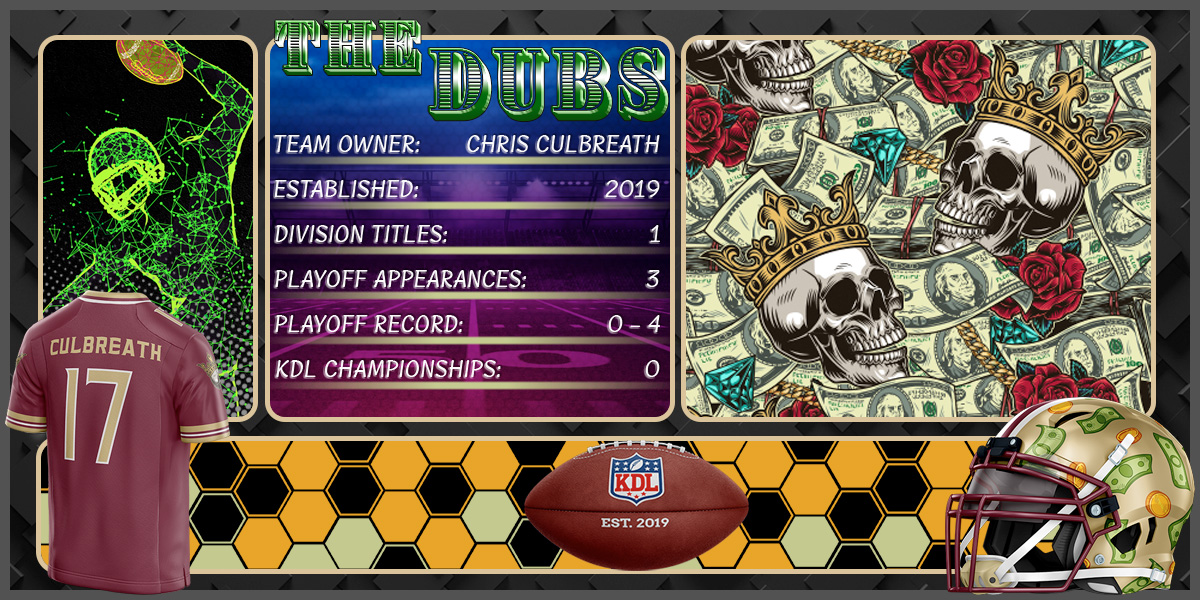 THE
DUBS
TEAM OWNER: CHRIS CULBREATH
ESTABLISHED: 2019
DIVISION TITLES: 1
PLAYOFF APPEARANCES: 3
PLAYOFF RECORD: 0 – 4
KDL CHAMPIONSHIPS: 0
CULBREATH
17
KDL
EST. 2019